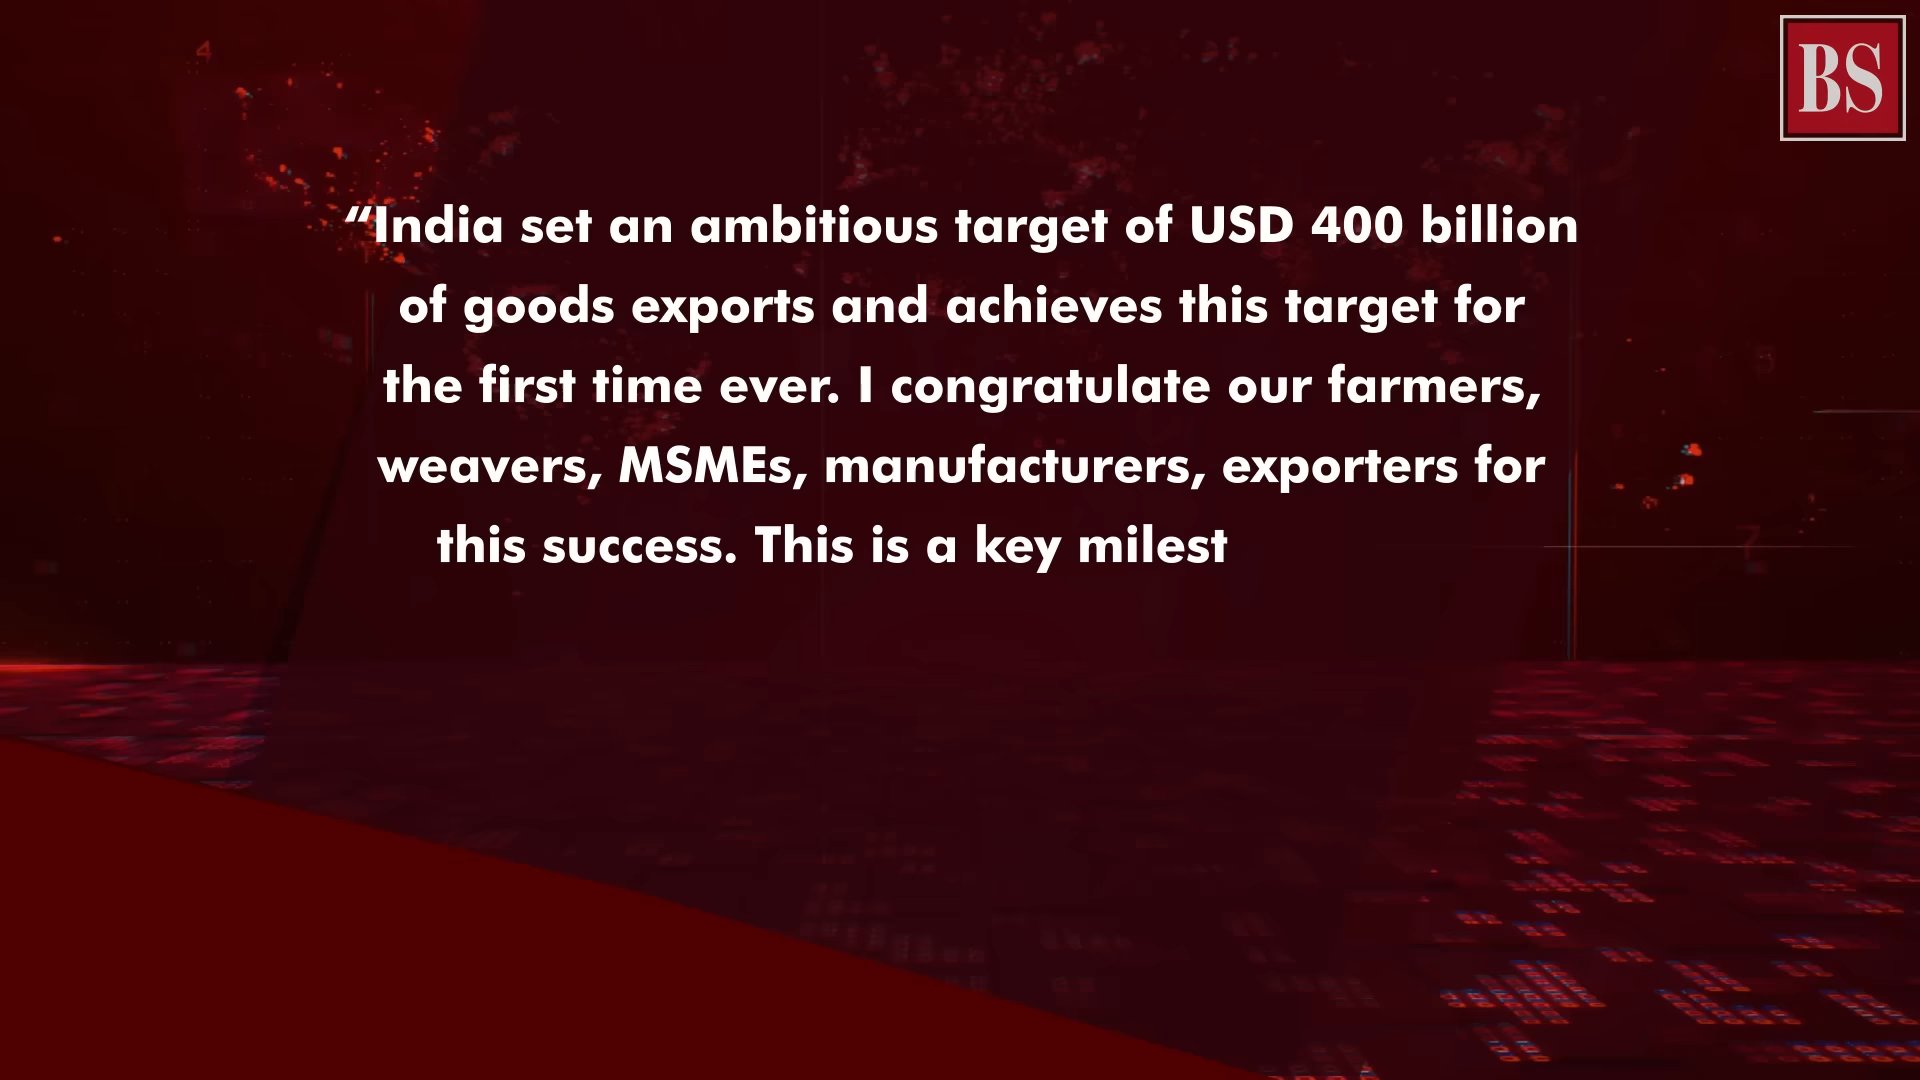 BS
“India set an ambitious target of USD 400 billion
of goods exports and achieves this target for
the first time ever. I congratulate our farmers,
weavers, MSMEs, manufacturers, exporters for
this success. This is a key milest